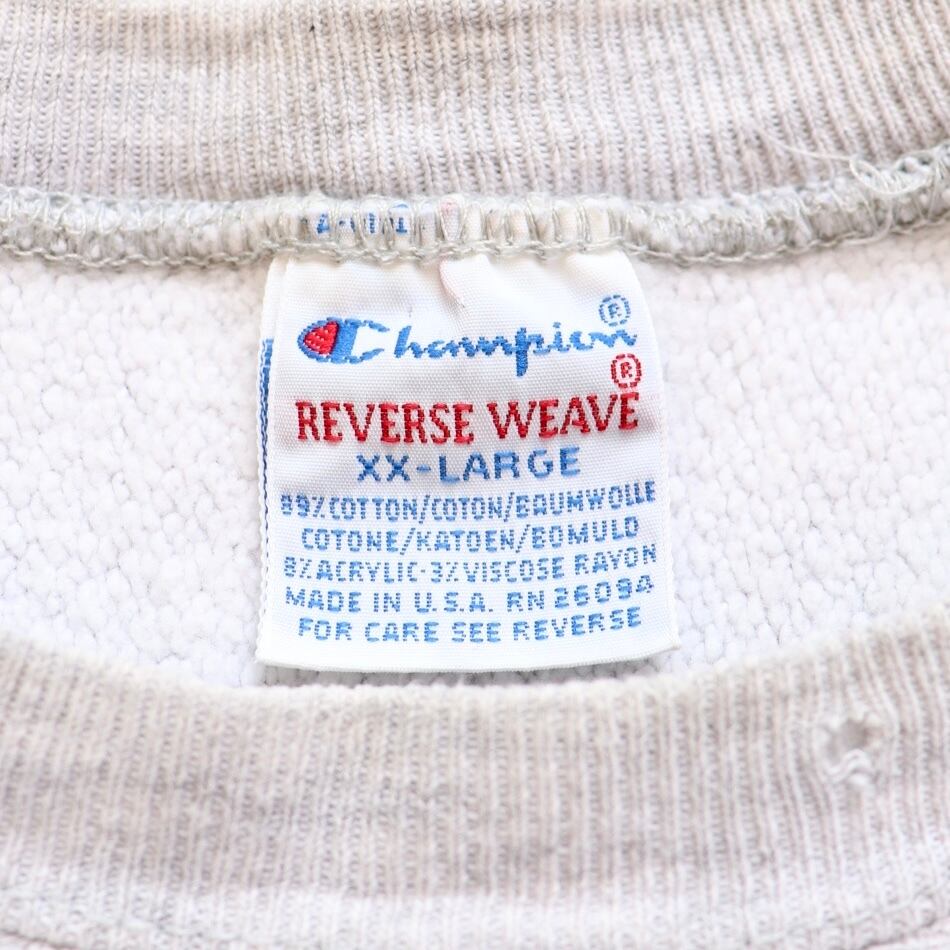 Champion®
REVERSE WEAVE®
XX-LARGE
89% COTTON/COTON/BAUMWOLLE
COTONE/KATOEN/BOMULD
8% ACRYLIC-3% VISCOSE RAYON
MADE IN U.S.A. RN 26094
FOR CARE SEE REVERSE